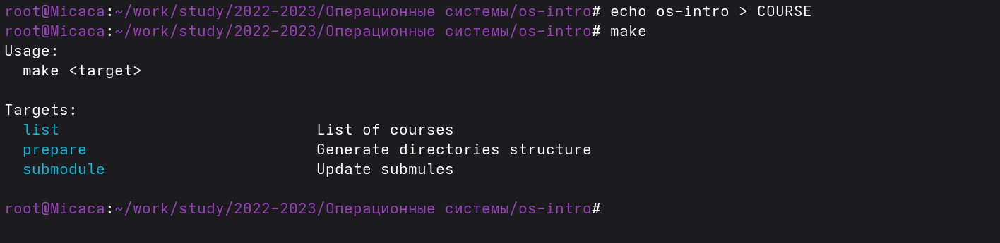 root@Micaca:~/work/study/2022-2023/Операционные системы/os-intro# echo os-intro > COURSE
root@Micaca:~/work/study/2022-2023/Операционные системы/os-intro# make
Usage:
  make <target>

Targets:
  list                            List of courses
  prepare                         Generate directories structure
  submodule                       Update submules

root@Micaca:~/work/study/2022-2023/Операционные системы/os-intro#